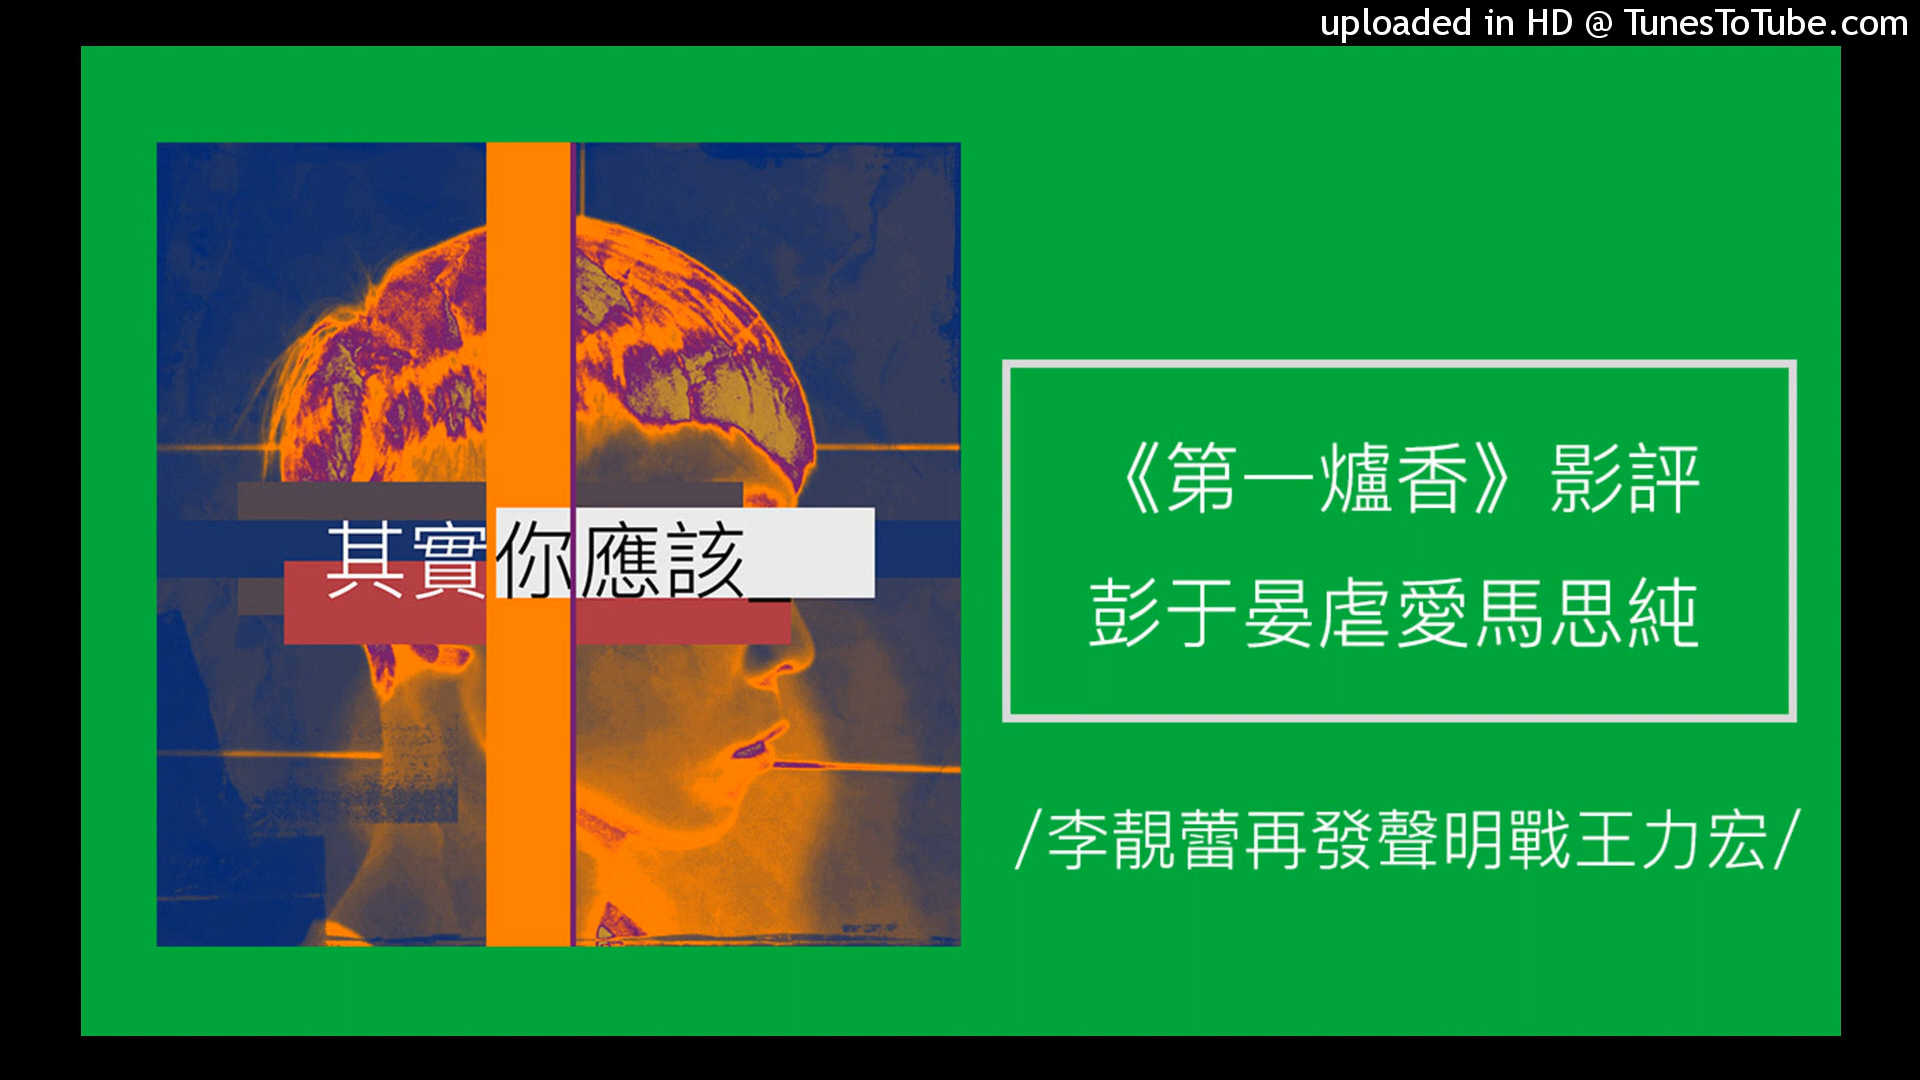 uploaded in HD @ TunesToTube.com
其實你應該_
《第一爐香》影評
彭于晏虐愛馬思純
/李靚蕾再發聲明戰王力宏/